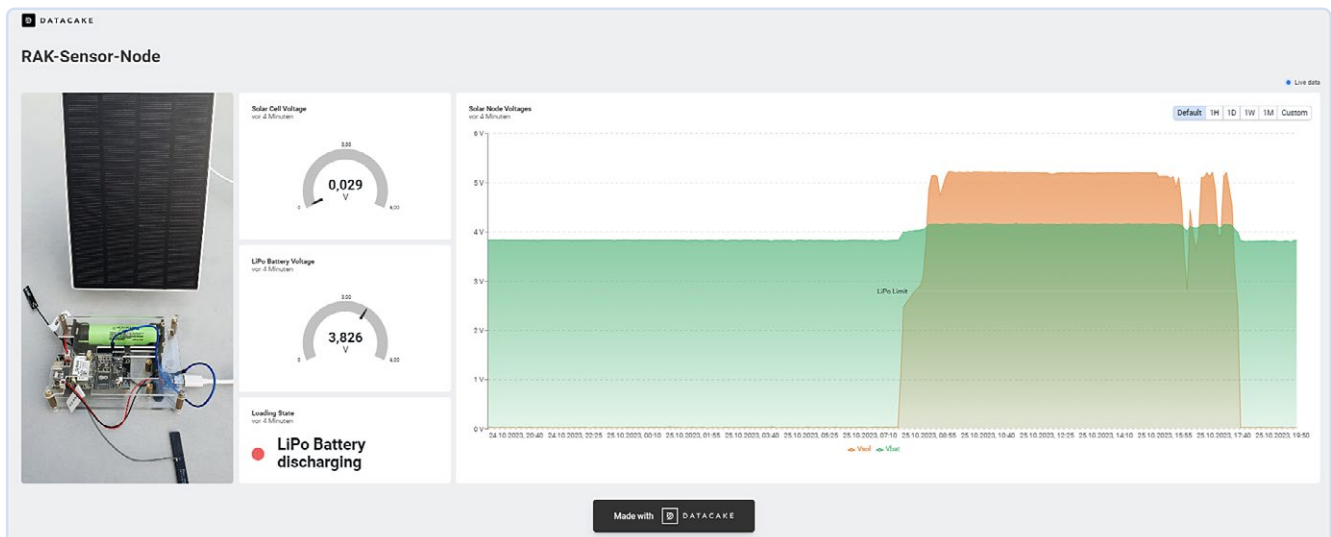 DATACAKE
RAK-Sensor-Node
Live data
Solar Cell Voltage
vor 4 Minuten
3,00
0,029
V
0
6,00
LiPo Battery Voltage
vor 4 Minuten
3,00
3,826
V
0
6,00
Loading State
vor 4 Minuten
LiPo Battery
discharging
Solar Node Voltages
vor 4 Minuten
Default 1H 1D 1W 1M Custom
6 V
5 V
4 V
3 V
LiPo Limit
2 V
1 V
0 V
24.10.2023, 20:40 24.10.2023, 22:25 25.10.2023, 00:10 25.10.2023, 01:55 25.10.2023, 03:40 25.10.2023, 05:25 25.10.2023, 07:10 25.10.2023, 08:55 25.10.2023, 10:40 25.10.2023, 12:25 25.10.2023, 14:10 25.10.2023, 15:55 25.10.2023, 17:40 25.10.2023, 19:50
Vsol Vbat
Made with DATACAKE